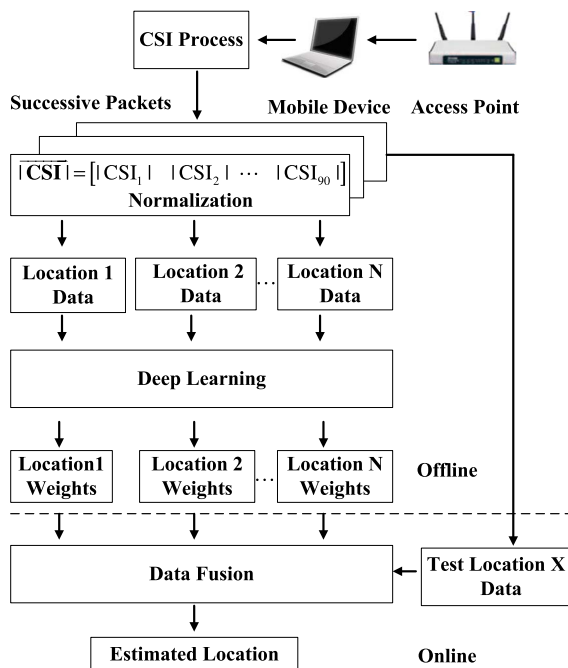 CSI Process
Successive Packets
Mobile Device
Access Point
|CSI| = [|CSI₁| |CSI₂| ⋯ |CSI₉₀|]
Normalization
Location 1 Data
Location 2 Data
...
Location N Data
Deep Learning
Location1 Weights
Location 2 Weights
...
Location N Weights
Offline
Data Fusion
Test Location X Data
Estimated Location
Online